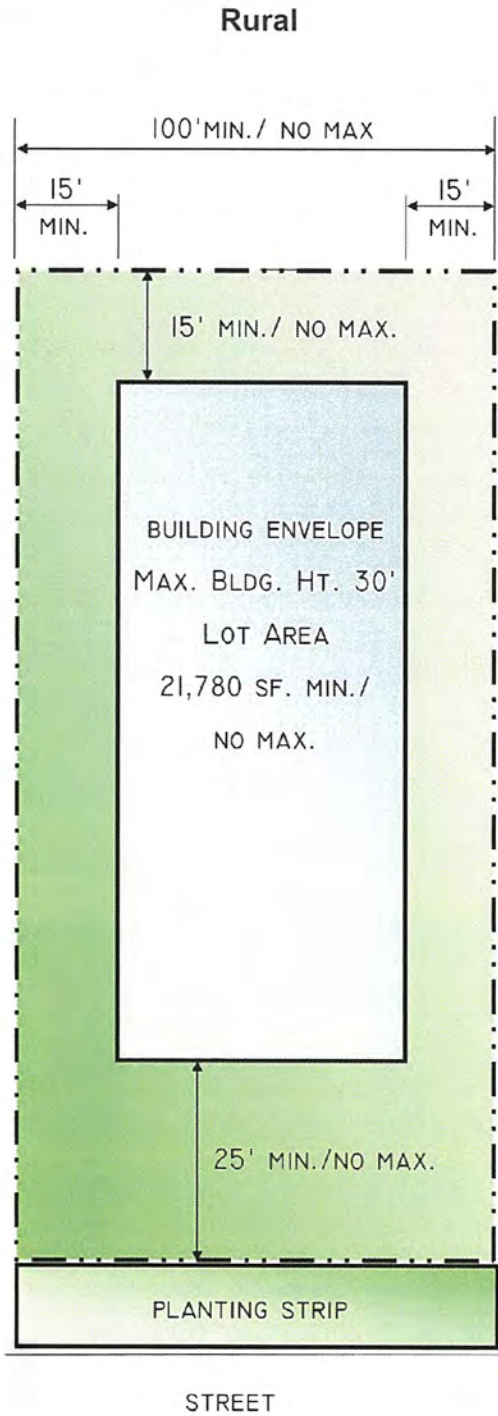 Rural
100' MIN./ NO MAX
15'
MIN.
15'
MIN.
15' MIN./ NO MAX.
BUILDING ENVELOPE
MAX. BLDG. HT. 30'
LOT AREA
21,780 SF. MIN./
NO MAX.
25' MIN./NO MAX.
PLANTING STRIP
STREET